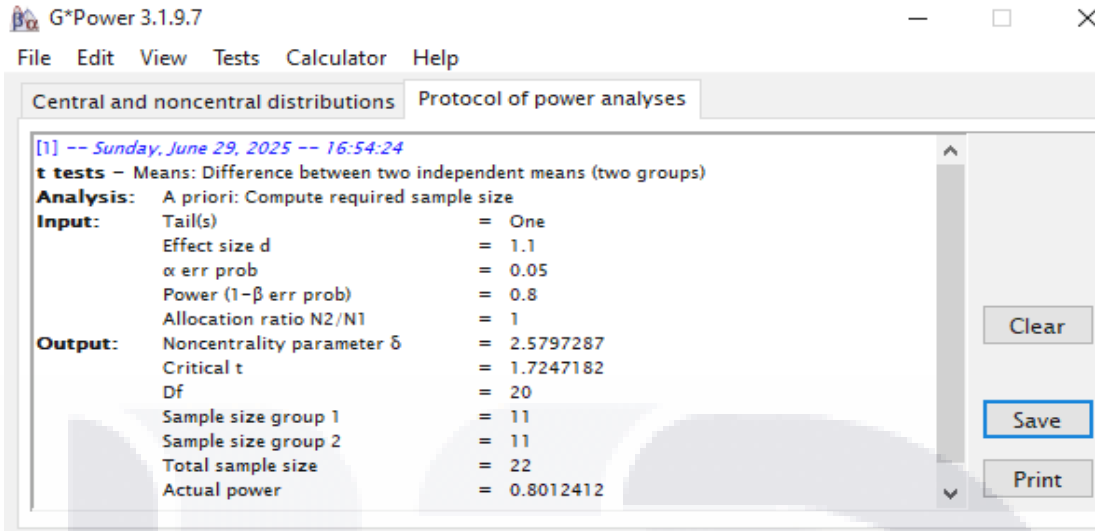 G*Power 3.1.9.7
File Edit View Tests Calculator Help
Central and noncentral distributions Protocol of power analyses
[1] -- Sunday, June 29, 2025 -- 16:54:24
t tests – Means: Difference between two independent means (two groups)
Analysis: A priori: Compute required sample size
Input: Tail(s) = One
Effect size d = 1.1
α err prob = 0.05
Power (1-β err prob) = 0.8
Allocation ratio N2/N1 = 1
Output: Noncentrality parameter δ = 2.5797287
Critical t = 1.7247182
Df = 20
Sample size group 1 = 11
Sample size group 2 = 11
Total sample size = 22
Actual power = 0.8012412
Clear
Save
Print